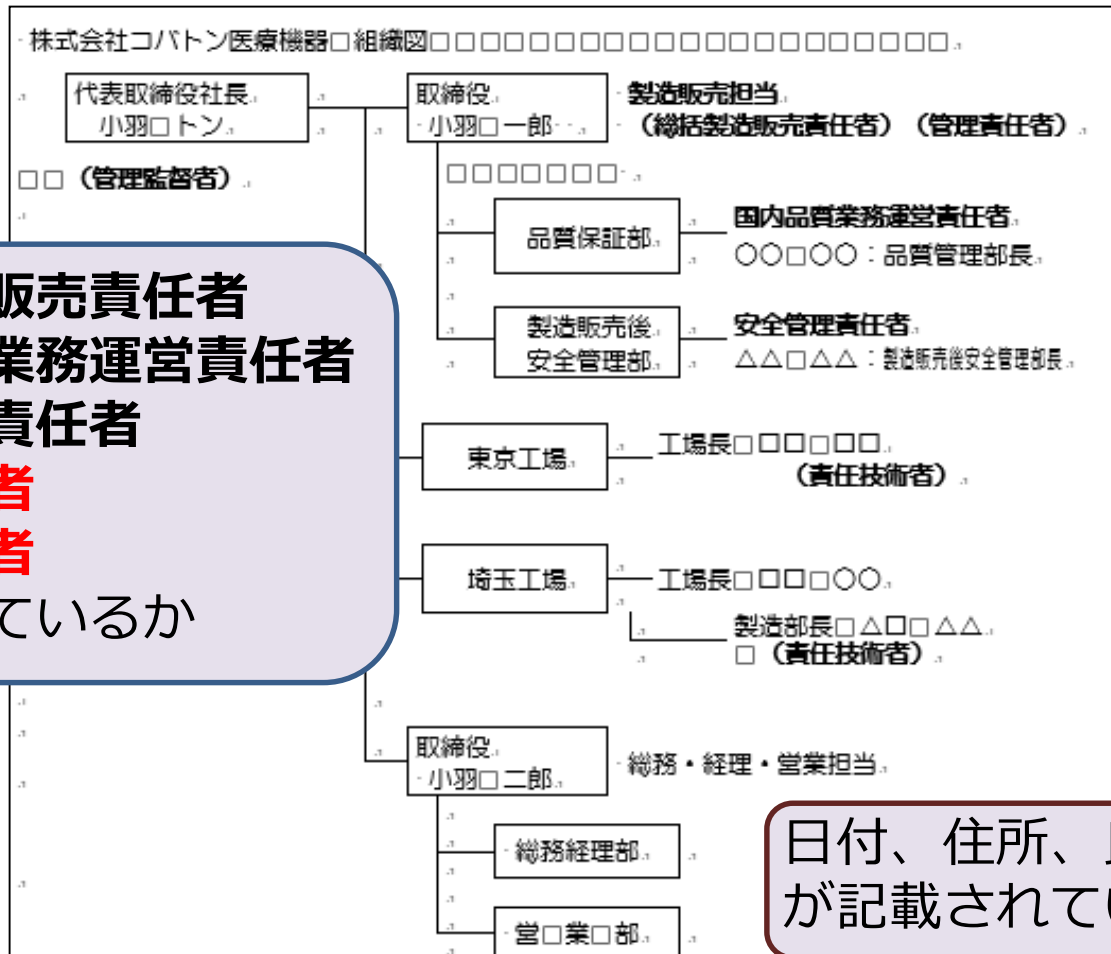 株式会社コバトン医療機器□組織図□□□□□□□□□□□□□□□□□□□□□
代表取締役社長
小羽□トン
□□（管理監督者）
取締役
小羽□一郎
製造販売担当
（総括製造販売責任者）（管理責任者）
□□□□□□□
品質保証部
国内品質業務運営責任者
○○□○○：品質管理部長
製造販売後
安全管理部
安全管理責任者
△△□△△：製造販売後安全管理部長
販売責任者
業務運営責任者
責任者
者
者
ているか
東京工場
工場長□□□□□□
（責任技術者）
埼玉工場
工場長□□□□○○
製造部長□△□□△△
□（責任技術者）
取締役
小羽□二郎
総務・経理・営業担当
総務経理部
営□業□部
日付、住所、
が記載されてい